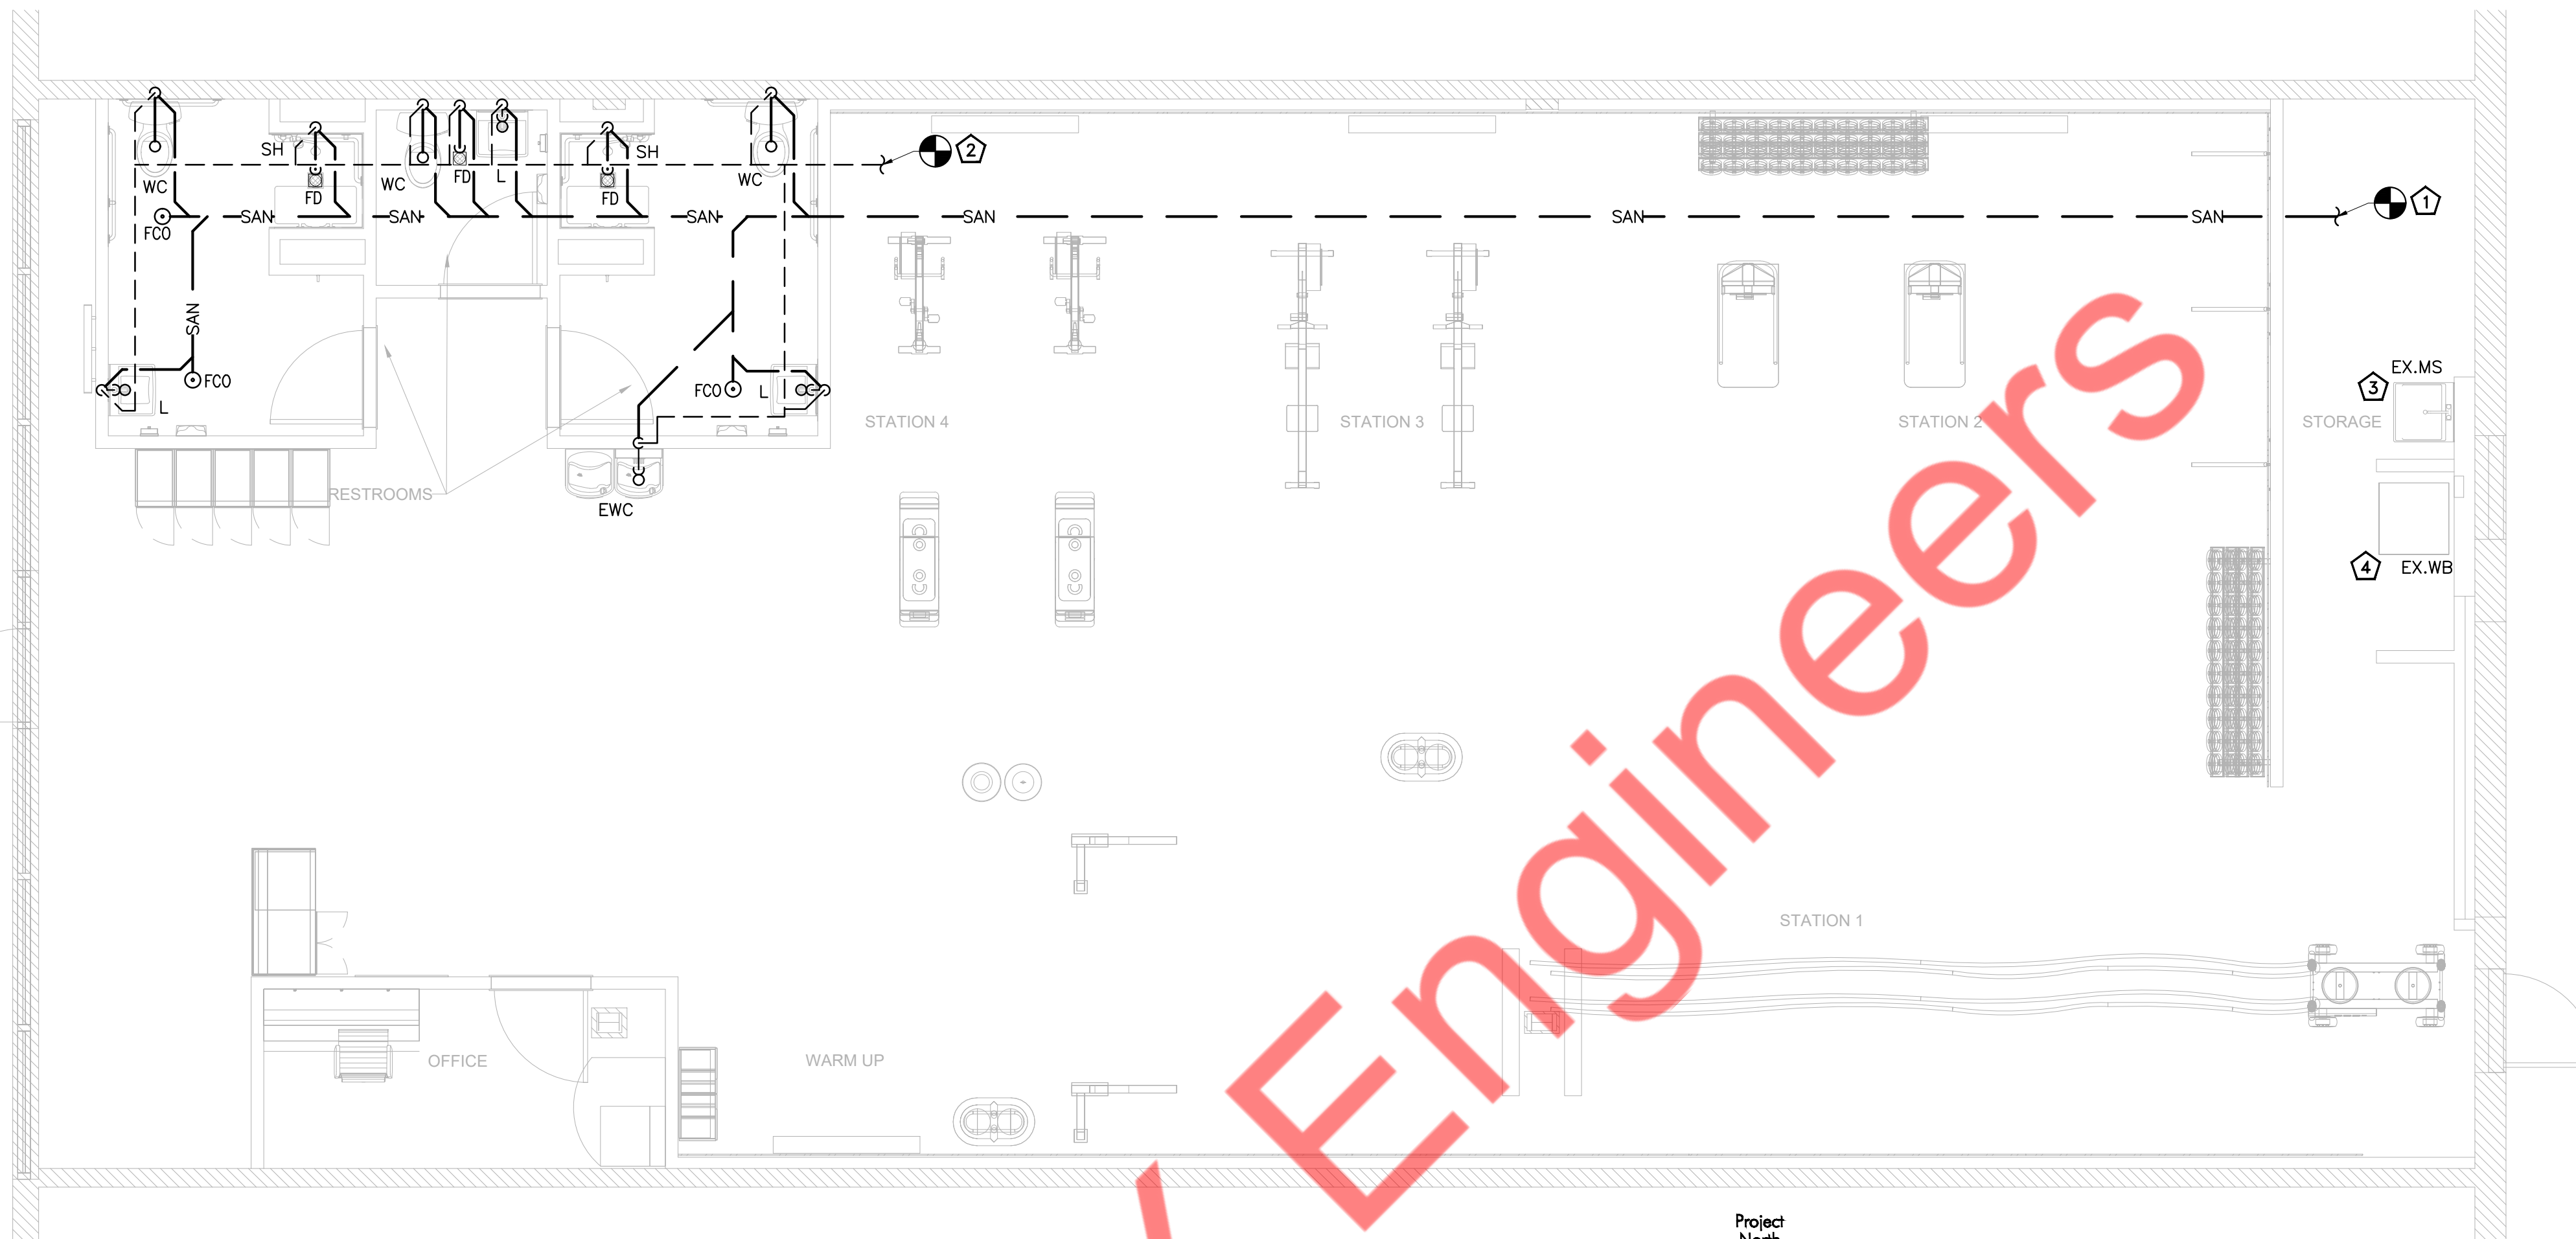 2
SH
SH
WC
WC
FD
L
WC
FD
FD
1
SAN
SAN
SAN
SAN
SAN
SAN
FCO
SAN
EX.MS
3
FCO
FCO
L
L
STATION 4
STATION 3
STATION 2
STORAGE
RESTROOMS
EWC
4
EX.WB
STATION 1
OFFICE
WARM UP
Engineers
Project
North